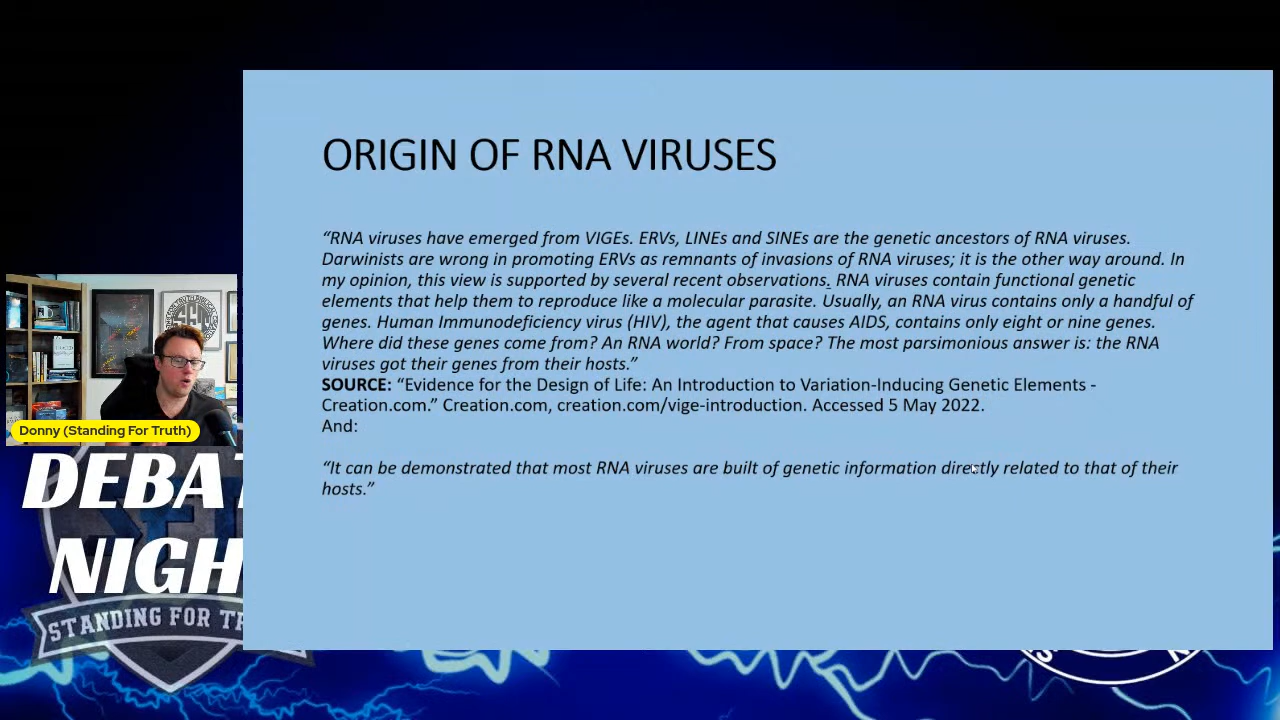 ORIGIN OF RNA VIRUSES
“RNA viruses have emerged from VIGEs. ERVs, LINEs and SINEs are the genetic ancestors of RNA viruses.
Darwinists are wrong in promoting ERVs as remnants of invasions of RNA viruses; it is the other way around. In
my opinion, this view is supported by several recent observations. RNA viruses contain functional genetic
elements that help them to reproduce like a molecular parasite. Usually, an RNA virus contains only a handful of
genes. Human Immunodeficiency virus (HIV), the agent that causes AIDS, contains only eight or nine genes.
Where did these genes come from? An RNA world? From space? The most parsimonious answer is: the RNA
viruses got their genes from their hosts.”
SOURCE: “Evidence for the Design of Life: An Introduction to Variation-Inducing Genetic Elements -
Creation.com.” Creation.com, creation.com/vige-introduction. Accessed 5 May 2022.
And:
“It can be demonstrated that most RNA viruses are built of genetic information directly related to that of their
hosts.”
Donny (Standing For Truth)
DEBAT
NIGH
STANDING FOR TR